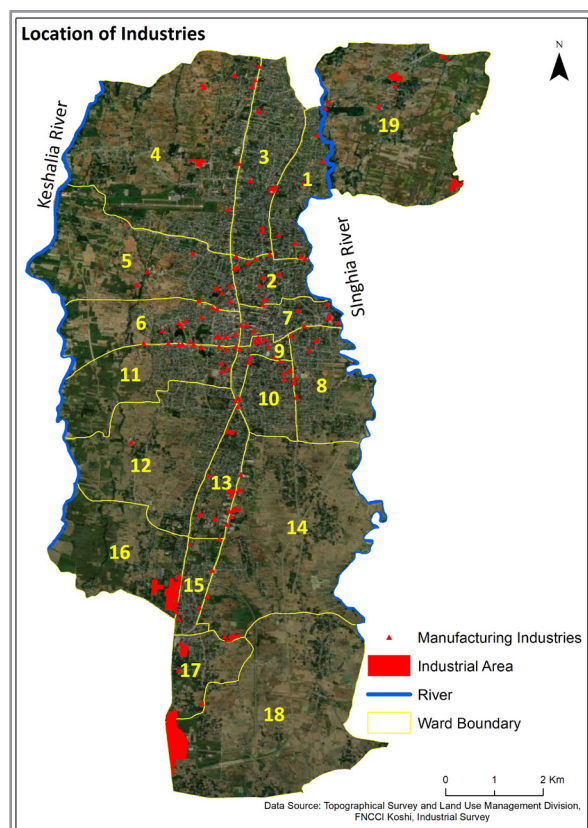 Location of Industries
N
Keshalia River
SInghia River
19
4
3
1
5
2
6
7
9
11
8
10
12
13
14
16
15
17
18
Manufacturing Industries
Industrial Area
River
Ward Boundary
0 1 2 Km
Data Source: Topographical Survey and Land Use Management Division,
FNCCI Koshi, Industrial Survey